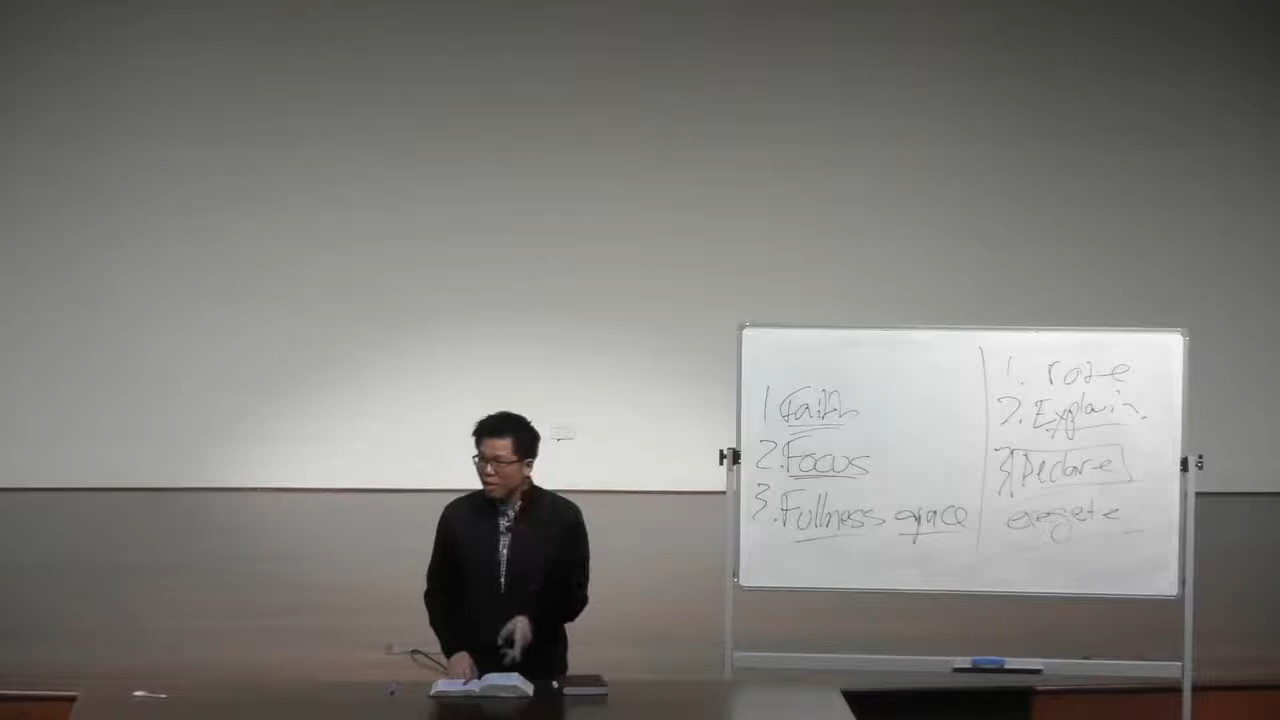 1 Faith
2. Focus
3. Fullness grace
1. rose
2. Explain.
3 Declare
exegete